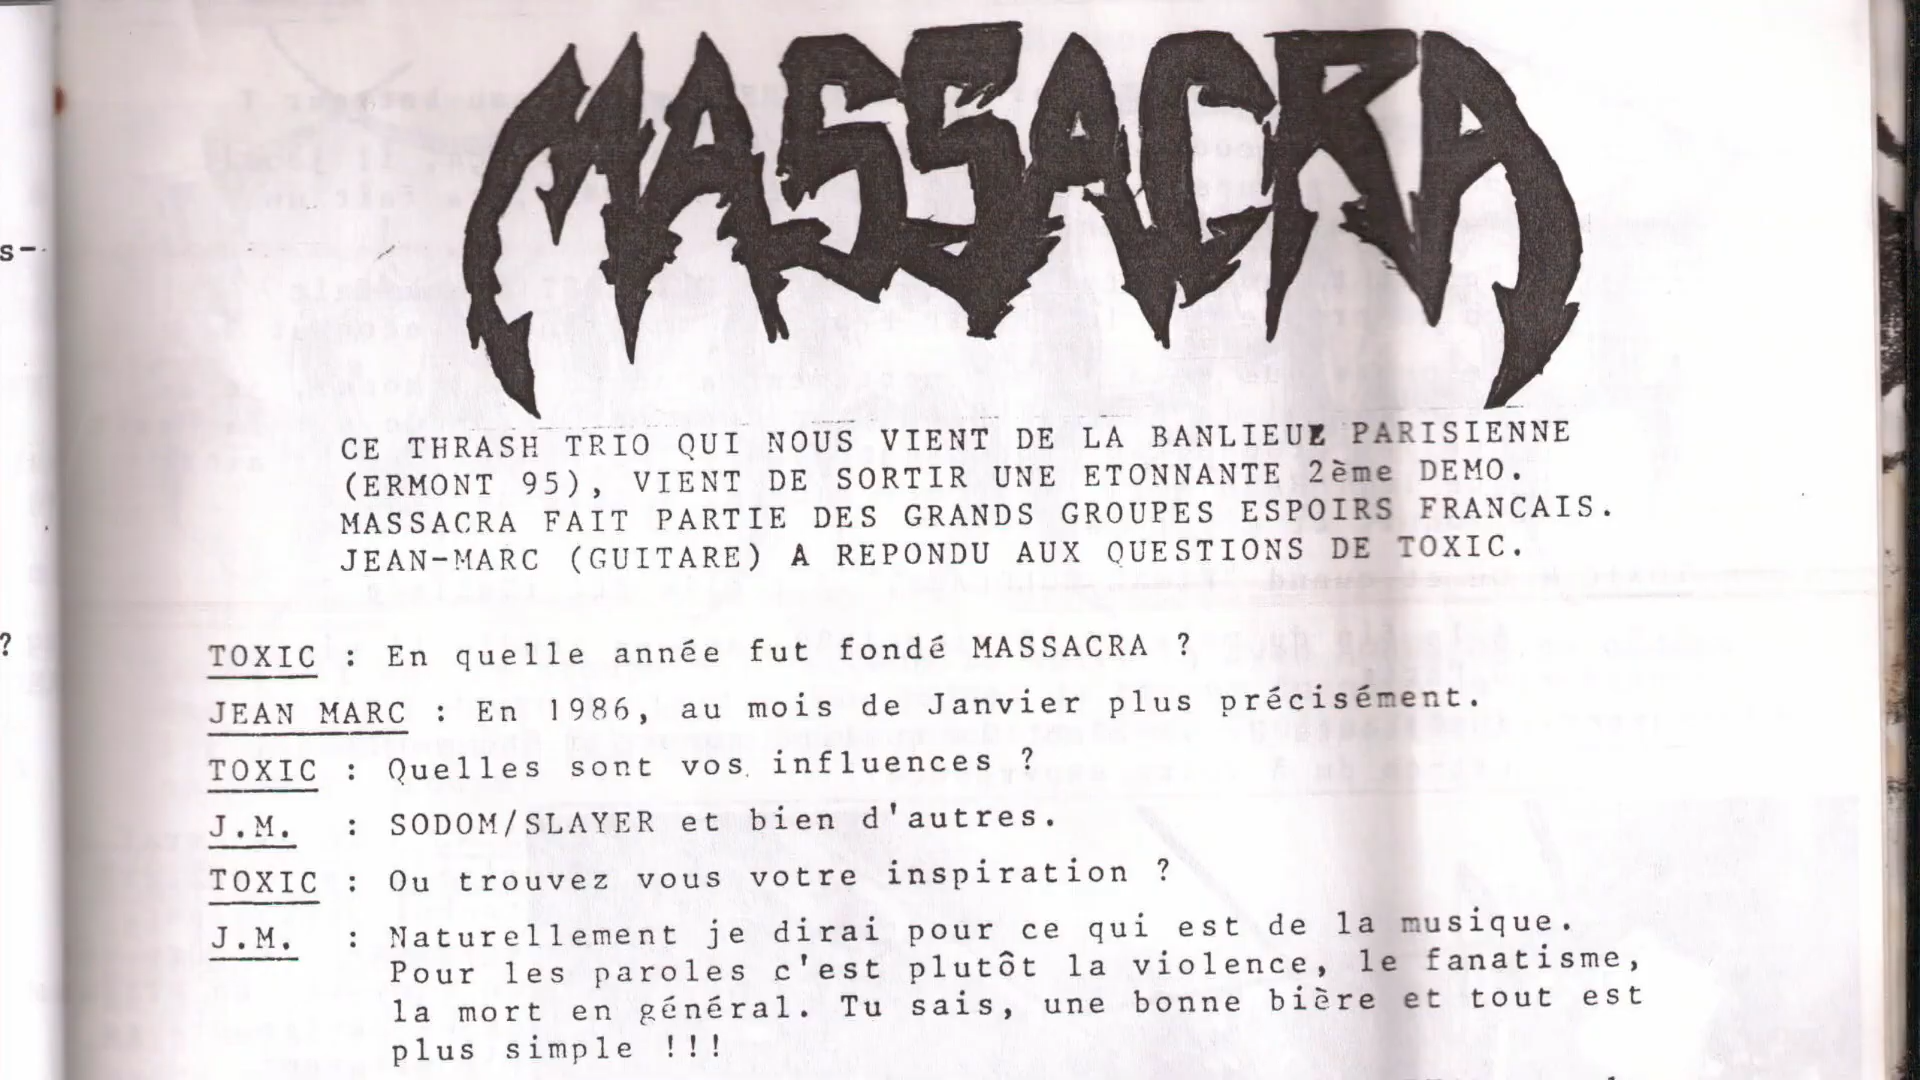 MASSACRA
s-
CE THRASH TRIO QUI NOUS VIENT DE LA BANLIEUE PARISIENNE
(ERMONT 95), VIENT DE SORTIR UNE ETONNANTE 2ème DEMO.
MASSACRA FAIT PARTIE DES GRANDS GROUPES ESPOIRS FRANCAIS.
JEAN-MARC (GUITARE) A REPONDU AUX QUESTIONS DE TOXIC.
?
TOXIC : En quelle année fut fondé MASSACRA ?
JEAN MARC : En 1986, au mois de Janvier plus précisément.
TOXIC : Quelles sont vos influences ?
J.M. : SODOM/SLAYER et bien d'autres.
TOXIC : Ou trouvez vous votre inspiration ?
J.M. : Naturellement je dirai pour ce qui est de la musique.
Pour les paroles c'est plutôt la violence, le fanatisme,
la mort en général. Tu sais, une bonne bière et tout est
plus simple !!!